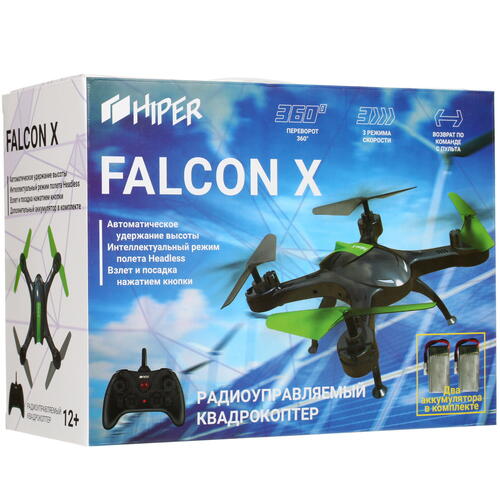 HIPER
360°
ПЕРЕВОРОТ
360°
3 РЕЖИМА
СКОРОСТИ
ВОЗВРАТ ПО
КОМАНДЕ
С ПУЛЬТА
FALCON X
Автоматическое
удержание высоты
Интеллектуальный режим
полета Headless
Взлет и посадка
нажатием кнопки
РАДИОУПРАВЛЯЕМЫЙ
КВАДРОКОПТЕР
Два
аккумулятора
в комплекте
FALCON X
Автоматическое удержание высоты
Интеллектуальный режим полета Headless
Взлет и посадка нажатием кнопки
Дополнительный аккумулятор в комплекте
РАДИОУПРАВЛЯЕМЫЙ
КВАДРОКОПТЕР
12+